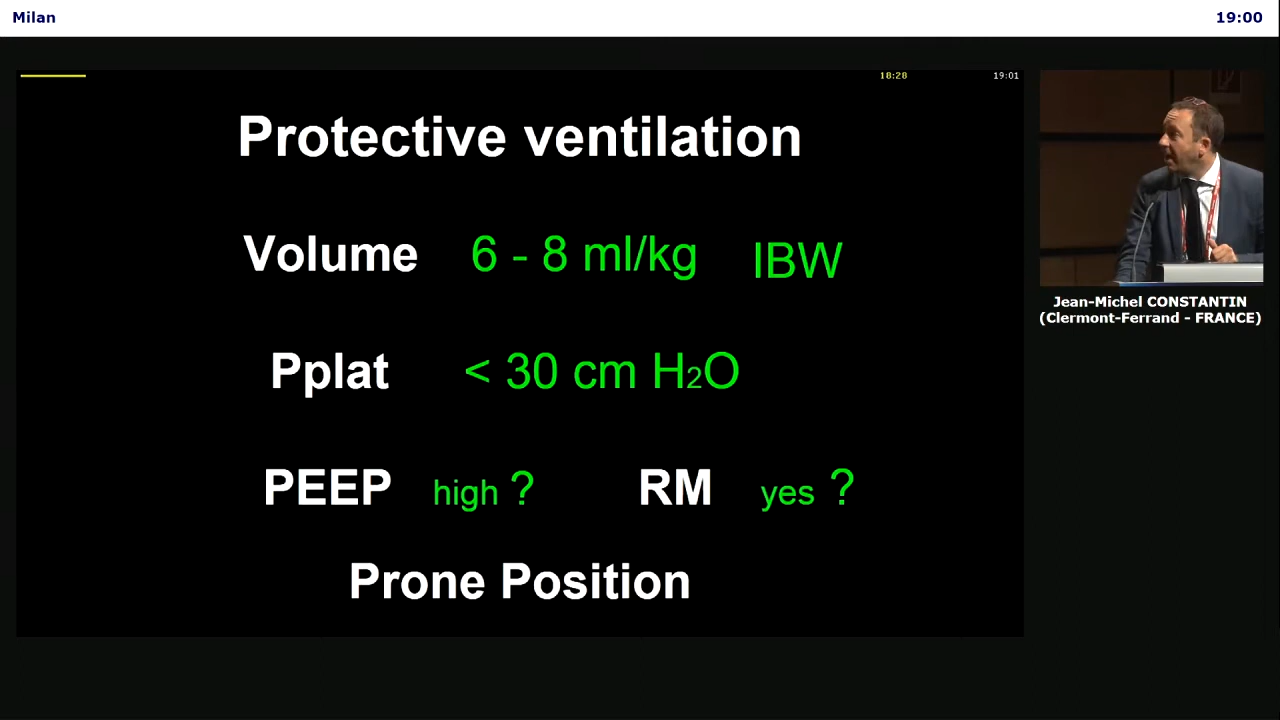 Milan 19:00
18:28 19:01
Protective ventilation
Volume 6 - 8 ml/kg IBW
Pplat < 30 cm H2O
PEEP high ? RM yes ?
Prone Position
Jean-Michel CONSTANTIN
(Clermont-Ferrand - FRANCE)